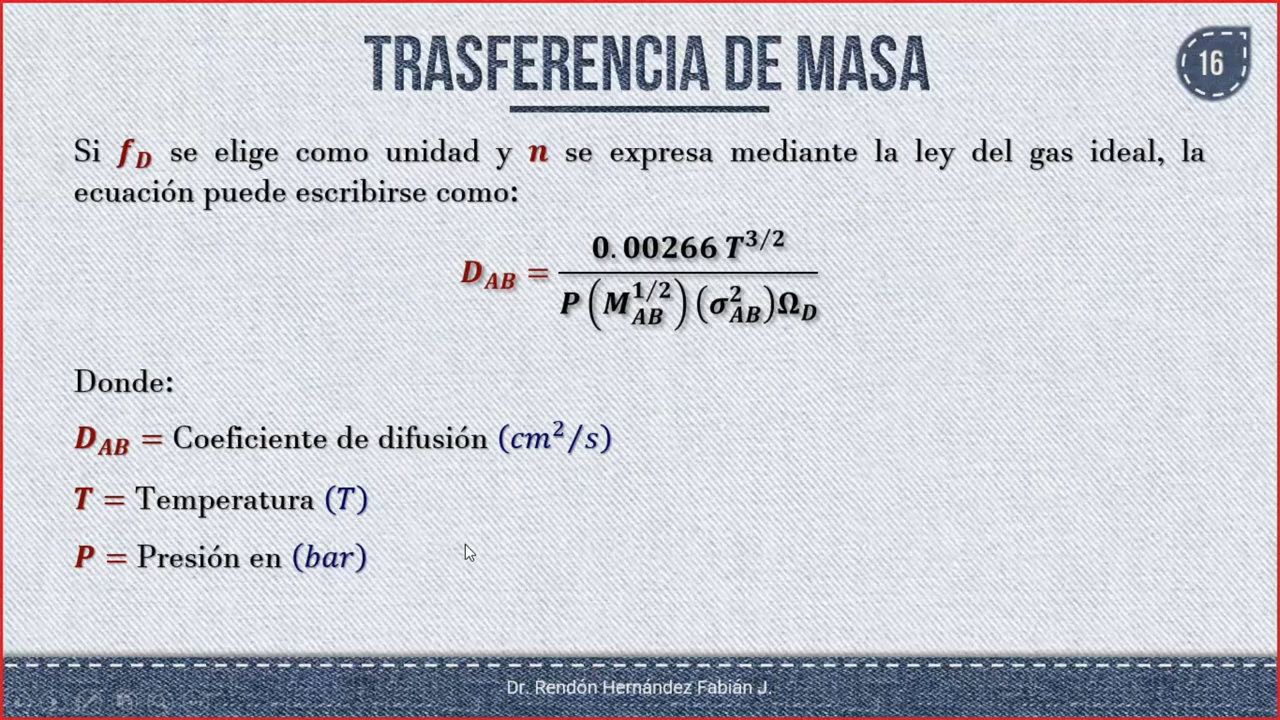 TRASFERENCIA DE MASA
16
Si f_D se elige como unidad y n se expresa mediante la ley del gas ideal, la
ecuación puede escribirse como:
D_AB = 0.00266 T^{3/2} / P (M_AB^{1/2}) (σ_AB^2) Ω_D
Donde:
D_AB = Coeficiente de difusión (cm²/s)
T = Temperatura (T)
P = Presión en (bar)
Dr. Rendón Hernández Fabián J.